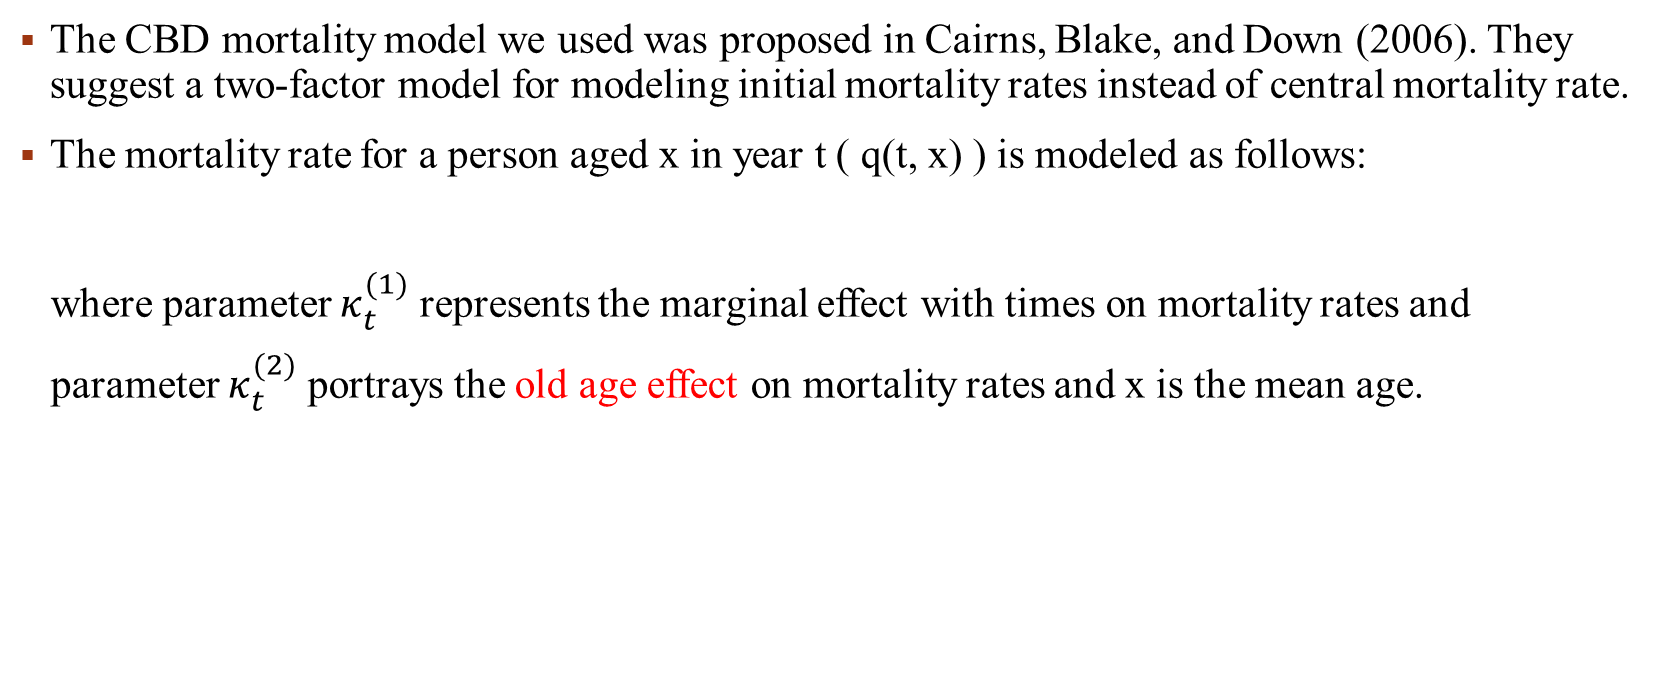 ▪ The CBD mortality model we used was proposed in Cairns, Blake, and Down (2006). They
suggest a two-factor model for modeling initial mortality rates instead of central mortality rate.
▪ The mortality rate for a person aged x in year t ( q(t, x) ) is modeled as follows:
where parameter κ_t^(1) represents the marginal effect with times on mortality rates and
parameter κ_t^(2) portrays the old age effect on mortality rates and x is the mean age.